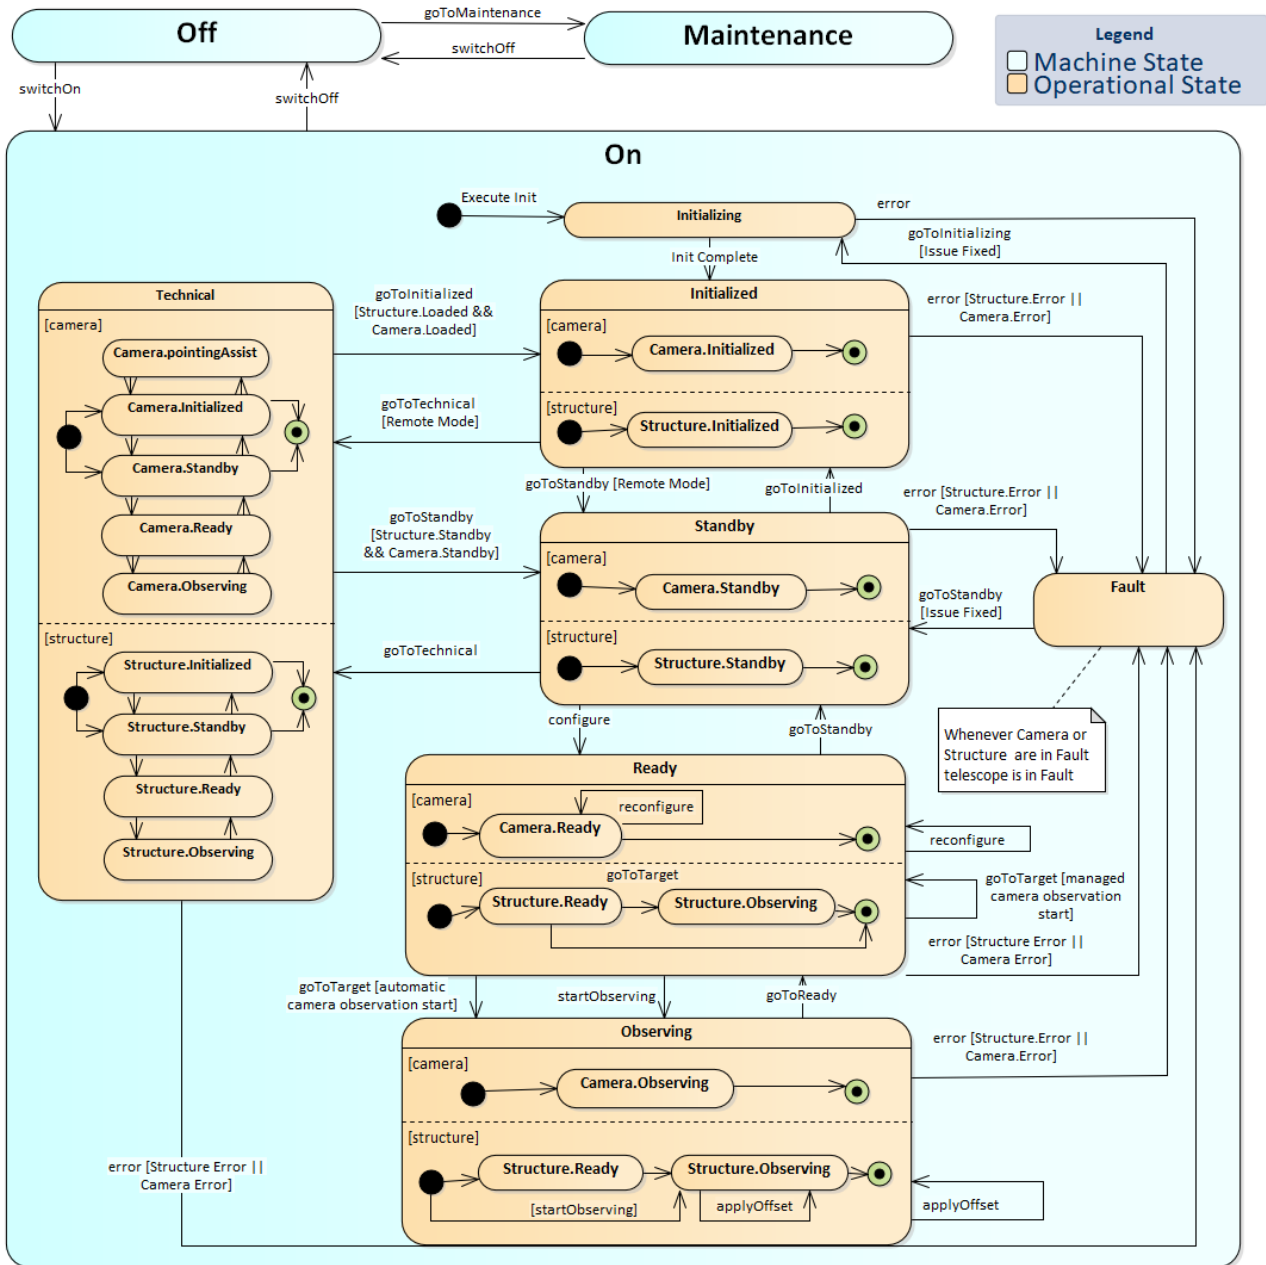 Off
goToMaintenance
switchOff
Maintenance
Legend
Machine State
Operational State
switchOn
switchOff
On
Execute Init
Initializing
error
goToInitializing
[Issue Fixed]
Init Complete
Technical
[camera]
Camera.pointingAssist
Camera.Initialized
Camera.Standby
Camera.Ready
Camera.Observing
[structure]
Structure.Initialized
Structure.Standby
Structure.Ready
Structure.Observing
goToInitialized
[Structure.Loaded &&
Camera.Loaded]
goToTechnical
[Remote Mode]
Initialized
[camera]
Camera.Initialized
[structure]
Structure.Initialized
error [Structure.Error ||
Camera.Error]
goToStandby [Remote Mode]
goToInitialized
goToStandby
[Structure.Standby
&& Camera.Standby]
goToTechnical
Standby
[camera]
Camera.Standby
[structure]
Structure.Standby
error [Structure.Error ||
Camera.Error]
Fault
goToStandby
[Issue Fixed]
Whenever Camera or
Structure are in Fault
telescope is in Fault
configure
goToStandby
Ready
[camera]
reconfigure
Camera.Ready
[structure]
goToTarget
Structure.Ready
Structure.Observing
reconfigure
goToTarget [managed
camera observation
start]
error [Structure Error ||
Camera Error]
goToTarget [automatic
camera observation start]
startObserving
goToReady
Observing
[camera]
Camera.Observing
[structure]
Structure.Ready
Structure.Observing
[startObserving]
applyOffset
error [Structure.Error ||
Camera.Error]
applyOffset
error [Structure Error ||
Camera Error]